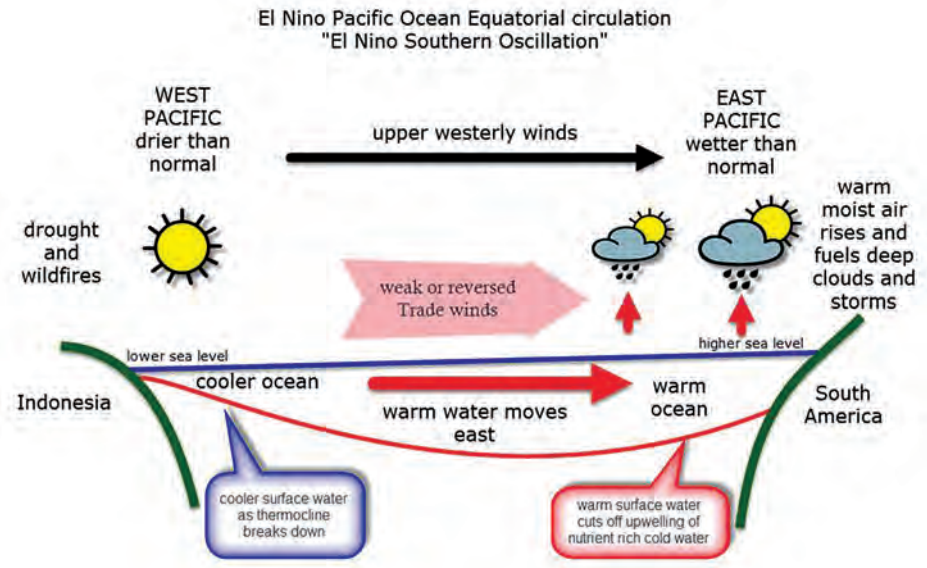 El Nino Pacific Ocean Equatorial circulation
"El Nino Southern Oscillation"
WEST
PACIFIC
drier than
normal
upper westerly winds
EAST
PACIFIC
wetter than
normal
drought
and
wildfires
warm
moist air
rises and
fuels deep
clouds and
storms
weak or reversed
Trade winds
lower sea level
higher sea level
cooler ocean
Indonesia
warm water moves
east
warm
ocean
South
America
cooler surface water
as thermocline
breaks down
warm surface water
cuts off upwelling of
nutrient rich cold water